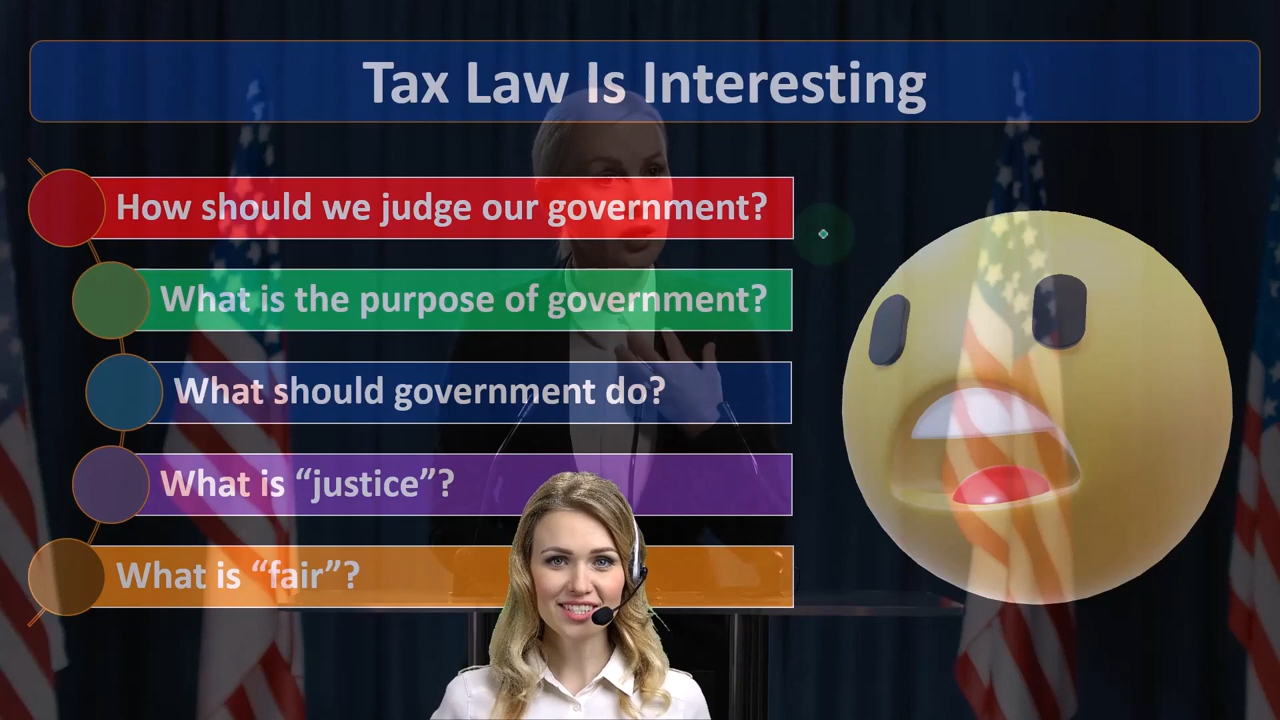 Tax Law Is Interesting
How should we judge our government?
What is the purpose of government?
What should government do?
What is “justice”?
What is “fair”?